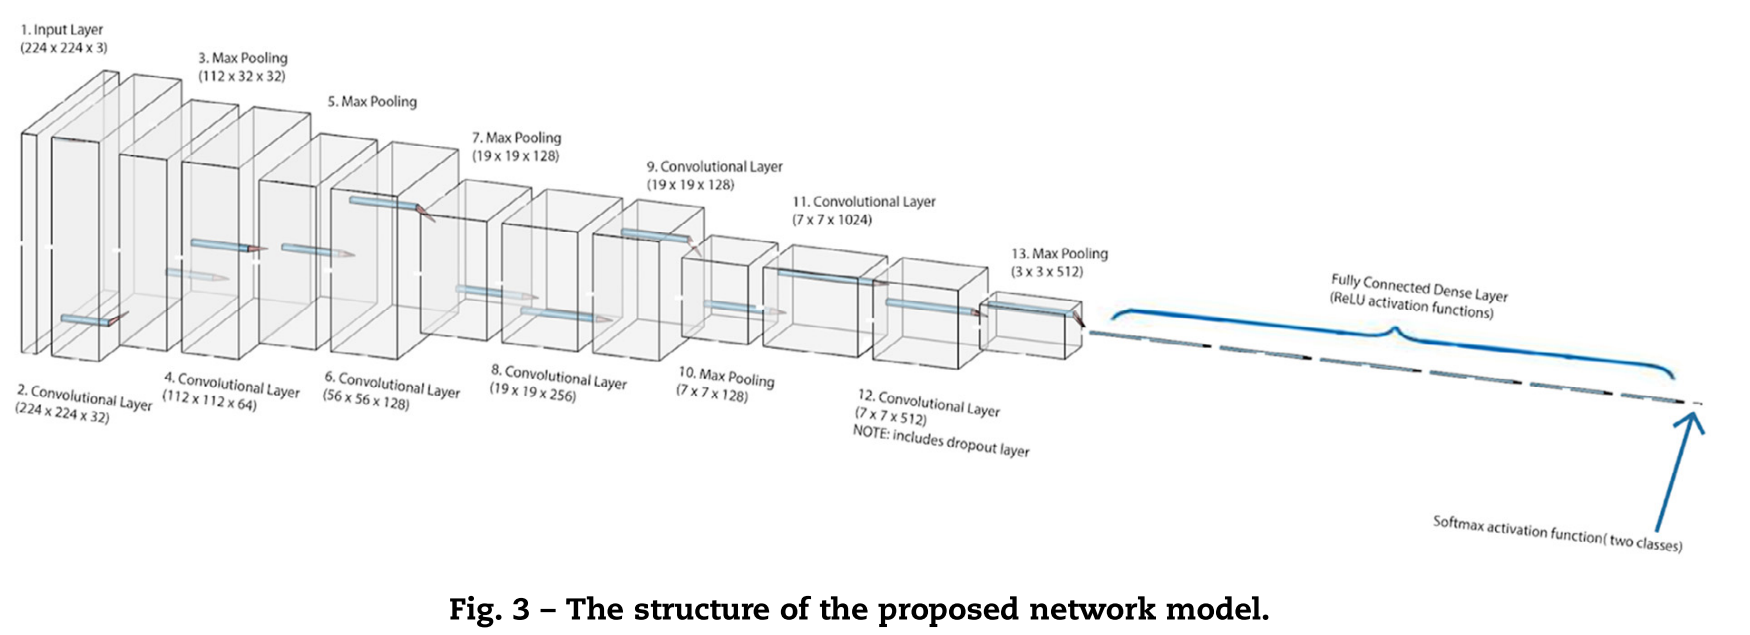 1. Input Layer
(224 x 224 x 3)
3. Max Pooling
(112 x 32 x 32)
5. Max Pooling
7. Max Pooling
(19 x 19 x 128)
9. Convolutional Layer
(19 x 19 x 128)
11. Convolutional Layer
(7 x 7 x 1024)
13. Max Pooling
(3 x 3 x 512)
Fully Connected Dense Layer
(ReLU activation functions)
2. Convolutional Layer
(224 x 224 x 32)
4. Convolutional Layer
(112 x 112 x 64)
6. Convolutional Layer
(56 x 56 x 128)
8. Convolutional Layer
(19 x 19 x 256)
10. Max Pooling
(7 x 7 x 128)
12. Convolutional Layer
(7 x 7 x 512)
NOTE: includes dropout layer
Softmax activation function( two classes)
Fig. 3 – The structure of the proposed network model.